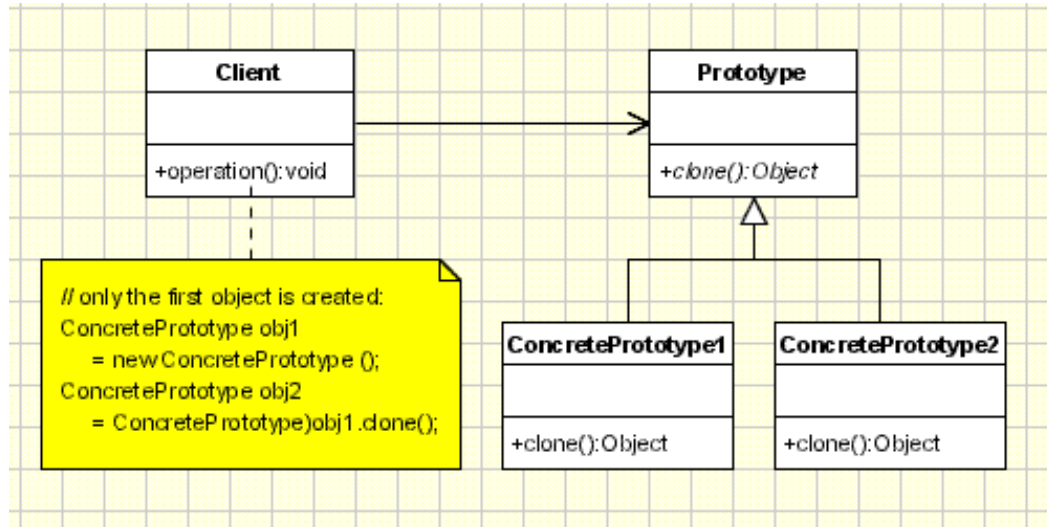 Client
+operation():void
Prototype
+clone():Object
// only the first object is created:
ConcretePrototype obj1
= new ConcretePrototype ();
ConcretePrototype obj2
= ConcretePrototype)obj1.clone();
ConcretePrototype1
+clone():Object
ConcretePrototype2
+clone():Object